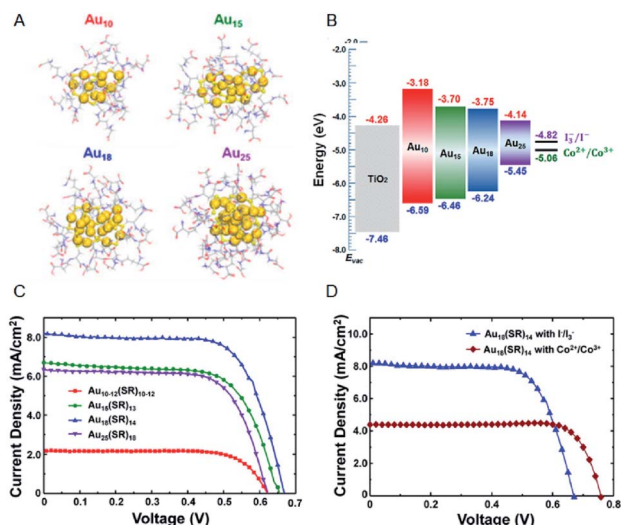 A
Au10
Au15
Au18
Au25
B
Energy (eV)
-2.0
-2.0
-3.0
-4.0
-5.0
-6.0
-7.0
-8.0
Evac
-4.26
TiO2
-7.46
-3.18
Au10
-6.59
-3.70
Au15
-6.46
-3.75
Au18
-6.24
-4.14
Au25
-5.45
-4.82 I3−/I−
-5.06 Co2+/Co3+
C
Current Density (mA/cm2)
8.0
6.0
4.0
2.0
0
Au10-12(SR)10-12
Au15(SR)13
Au18(SR)14
Au25(SR)18
0 0.1 0.2 0.3 0.4 0.5 0.6 0.7
Voltage (V)
D
Current Density (mA/cm2)
10.0
8.0
6.0
4.0
2.0
0
Au18(SR)14 with I-/I3-
Au18(SR)14 with Co2+/Co3+
0 0.2 0.4 0.6 0.8
Voltage (V)